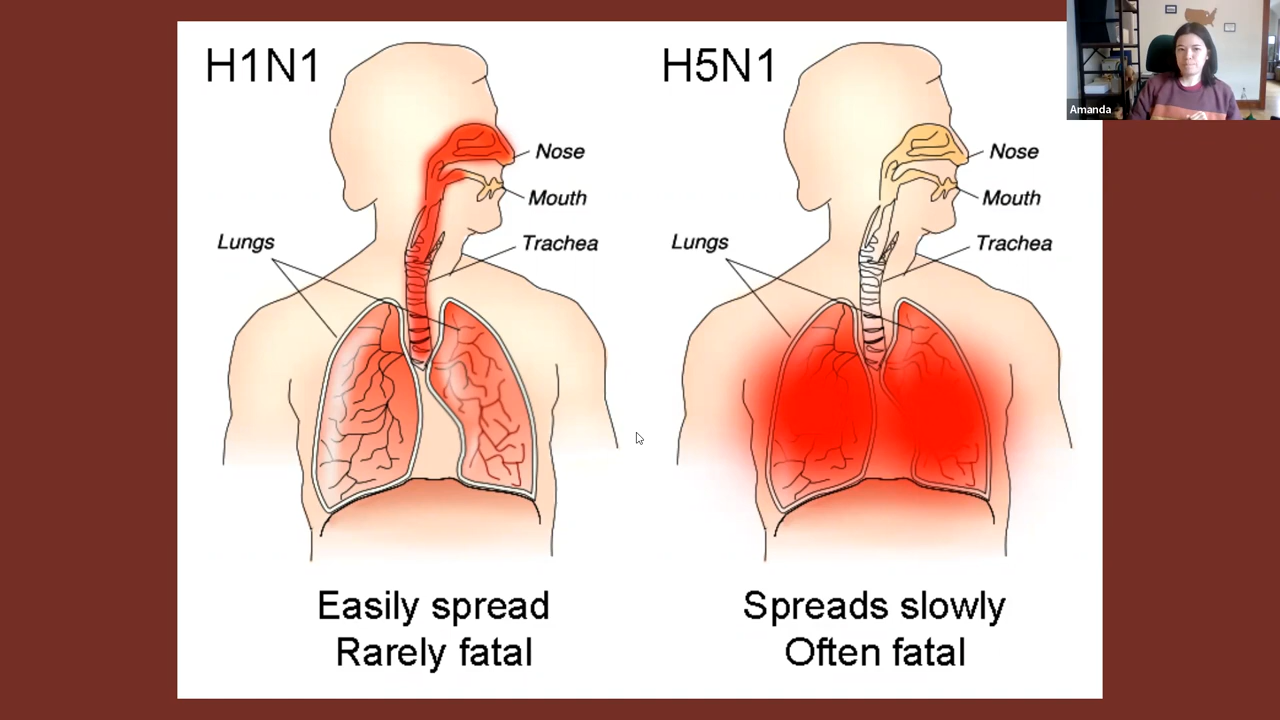 H1N1
Nose
Mouth
Trachea
Lungs
Easily spread
Rarely fatal
H5N1
Nose
Mouth
Trachea
Lungs
Spreads slowly
Often fatal
Amanda